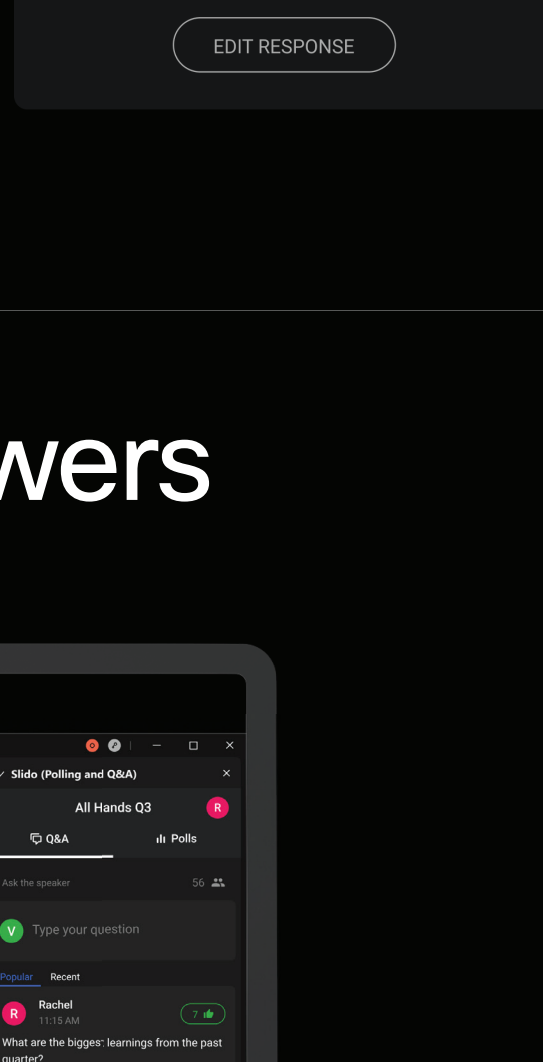 EDIT RESPONSE
wers
Slido (Polling and Q&A)
All Hands Q3
R
Q&A
Polls
Ask the speaker
56
V
Type your question
Popular
Recent
R
Rachel
11:15 AM
7
What are the biggest learnings from the past
quarter?